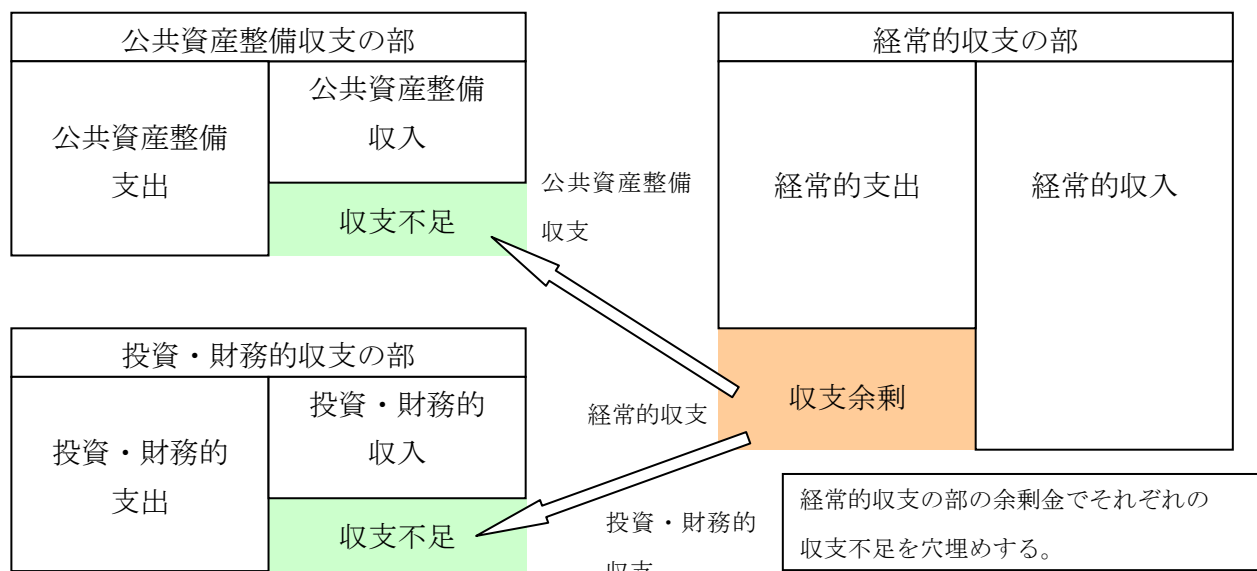 公共資産整備収支の部
公共資産整備
支出
公共資産整備
収入
収支不足
公共資産整備
収支
経常的収支の部
経常的支出
経常的収入
収支余剰
経常的収支
投資・財務的収支の部
投資・財務的
支出
投資・財務的
収入
収支不足
投資・財務的
収支
経常的収支の部の余剰金でそれぞれの
収支不足を穴埋めする。